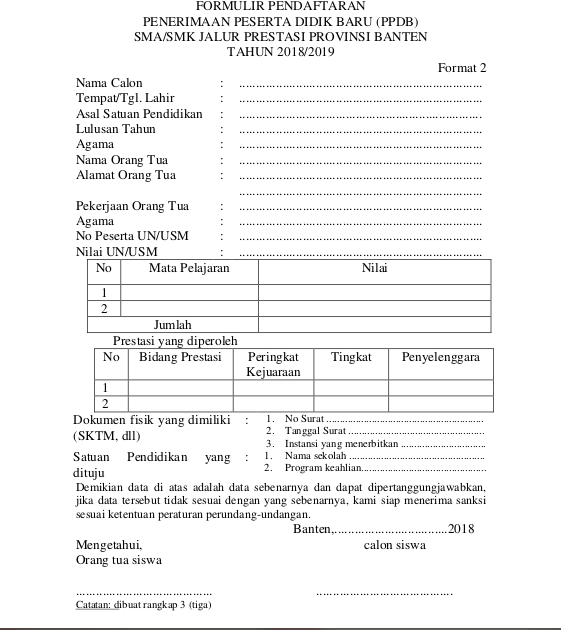 FORMULIR PENDAFTARAN
PENERIMAAN PESERTA DIDIK BARU (PPDB)
SMA/SMK JALUR PRESTASI PROVINSI BANTEN
TAHUN 2018/2019
Format 2
Nama Calon : ........................................................................
Tempat/Tgl. Lahir : ........................................................................
Asal Satuan Pendidikan : ........................................................................
Lulusan Tahun : ........................................................................
Agama : ........................................................................
Nama Orang Tua : ........................................................................
Alamat Orang Tua : ........................................................................
........................................................................
Pekerjaan Orang Tua : ........................................................................
Agama : ........................................................................
No Peserta UN/USM : ........................................................................
Nilai UN/USM : ........................................................................
No Mata Pelajaran Nilai
1
2
Jumlah
Prestasi yang diperoleh
No Bidang Prestasi Peringkat Kejuaraan Tingkat Penyelenggara
1
2
Dokumen fisik yang dimiliki : 1. No Surat ........................................................
(SKTM, dll) 2. Tanggal Surat .................................................
3. Instansi yang menerbitkan ...............................
Satuan Pendidikan yang : 1. Nama sekolah .................................................
dituju 2. Program keahlian.............................................
Demikian data di atas adalah data sebenarnya dan dapat dipertanggungjawabkan,
jika data tersebut tidak sesuai dengan yang sebenarnya, kami siap menerima sanksi
sesuai ketentuan peraturan perundang-undangan.
Banten,..................................2018
Mengetahui, calon siswa
Orang tua siswa
......................................... .........................................
Catatan: dibuat rangkap 3 (tiga)